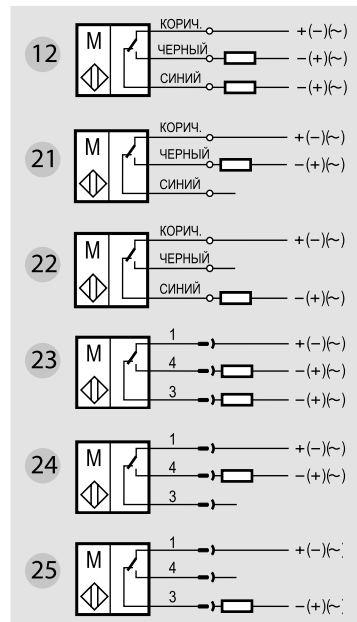 КОРИЧ. +(−)(~)
12 M ЧЕРНЫЙ −(+)(~)
СИНИЙ −(+)(~)
КОРИЧ. +(−)(~)
21 M ЧЕРНЫЙ −(+)(~)
СИНИЙ
КОРИЧ. +(−)(~)
22 M ЧЕРНЫЙ
СИНИЙ −(+)(~)
1 +(−)(~)
23 M 4 −(+)(~)
3 −(+)(~)
1 +(−)(~)
24 M 4 −(+)(~)
3
1 +(−)(~)
25 M 4
3 −(+)(~)